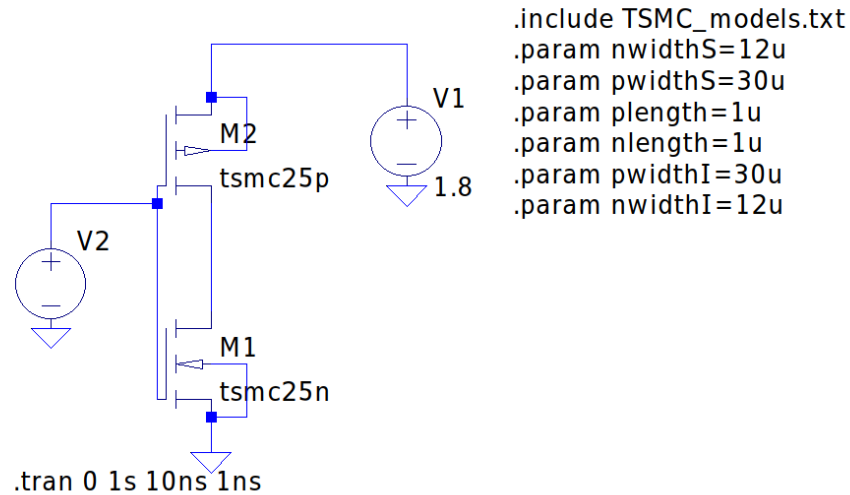 .include TSMC_models.txt
.param nwidthS=12u
.param pwidthS=30u
.param plength=1u
.param nlength=1u
.param pwidthI=30u
.param nwidthI=12u
V1
M2
tsmc25p
1.8
V2
M1
tsmc25n
.tran 0 1s 10ns 1ns